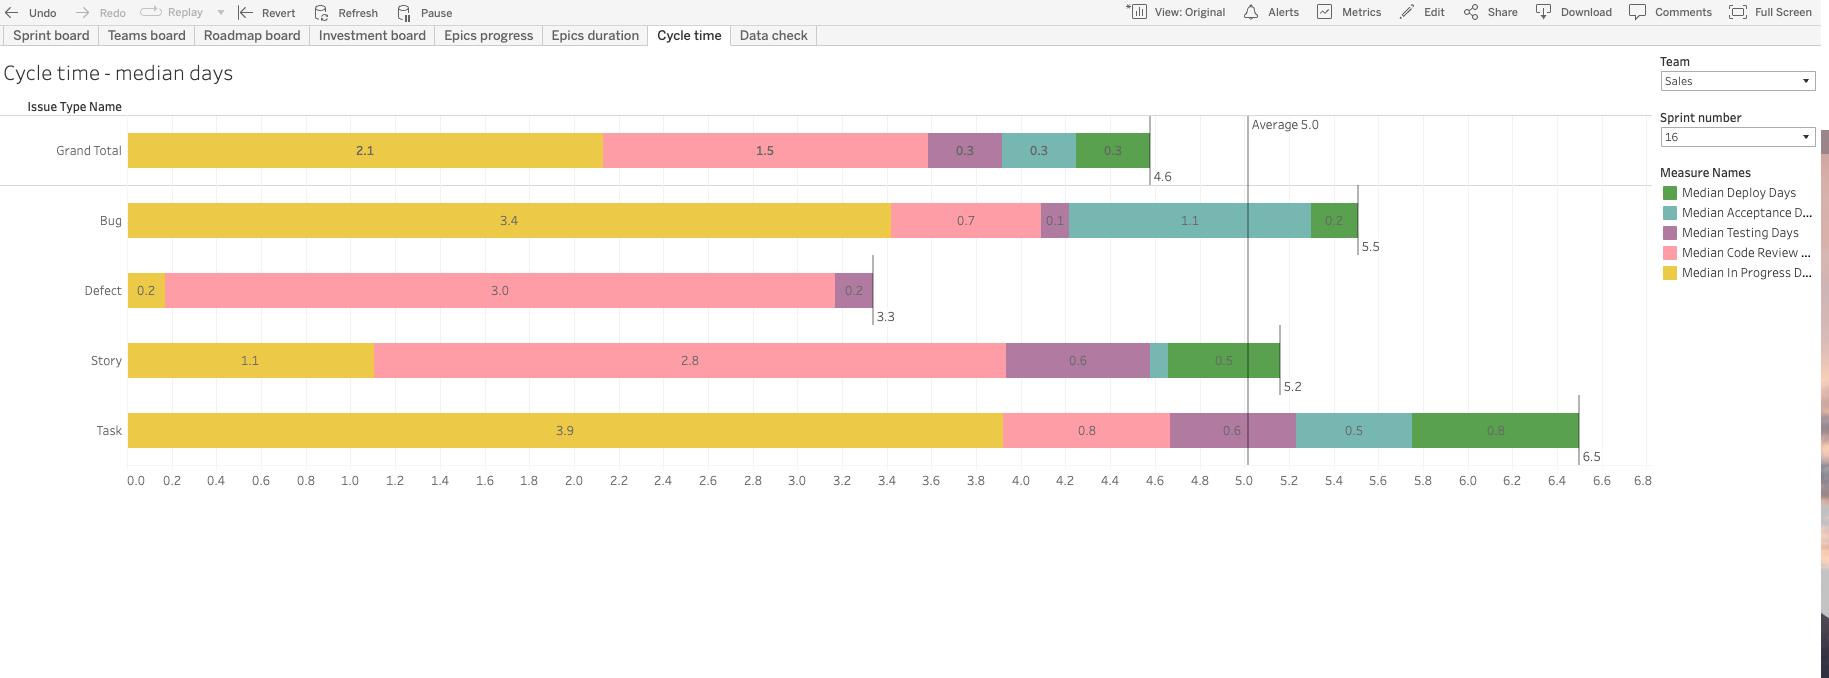 Undo Redo Replay Revert Refresh Pause View: Original Alerts Metrics Edit Share Download Comments Full Screen
Sprint board Teams board Roadmap board Investment board Epics progress Epics duration Cycle time Data check
Cycle time - median days
Team
Sales
Issue Type Name
Sprint number
16
Average 5.0
Grand Total 2.1 1.5 0.3 0.3 0.3
4.6
Measure Names
Median Deploy Days
Median Acceptance D...
Median Testing Days
Median Code Review ...
Median In Progress D...
Bug 3.4 0.7 0.1 1.1 0.2
5.5
Defect 0.2 3.0 0.2
3.3
Story 1.1 2.8 0.6 0.5
5.2
Task 3.9 0.8 0.6 0.5 0.8
6.5
0.0 0.2 0.4 0.6 0.8 1.0 1.2 1.4 1.6 1.8 2.0 2.2 2.4 2.6 2.8 3.0 3.2 3.4 3.6 3.8 4.0 4.2 4.4 4.6 4.8 5.0 5.2 5.4 5.6 5.8 6.0 6.2 6.4 6.6 6.8